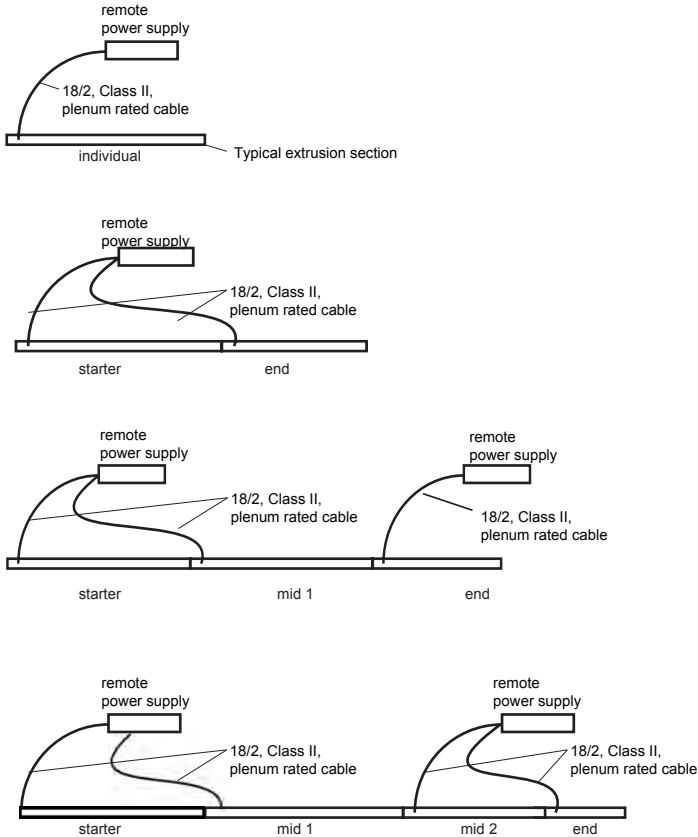 remote
power supply
18/2, Class II,
plenum rated cable
individual
Typical extrusion section
remote
power supply
18/2, Class II,
plenum rated cable
starter
end
remote
power supply
remote
power supply
18/2, Class II,
plenum rated cable
18/2, Class II,
plenum rated cable
starter
mid 1
end
remote
power supply
remote
power supply
18/2, Class II,
plenum rated cable
18/2, Class II,
plenum rated cable
starter
mid 1
mid 2
end